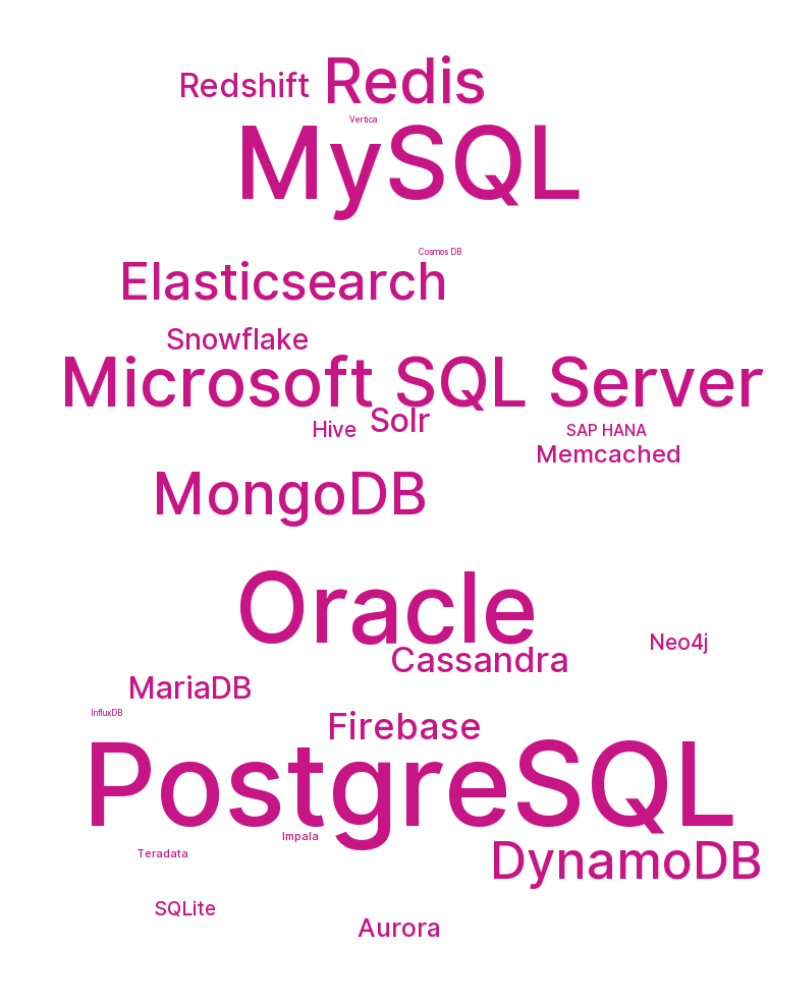 Redshift
Redis
Vertica
MySQL
Cosmos DB
Elasticsearch
Snowflake
Microsoft SQL Server
Solr
Hive
SAP HANA
Memcached
MongoDB
Oracle
Neo4j
Cassandra
MariaDB
InfluxDB
Firebase
PostgreSQL
Impala
Teradata
DynamoDB
SQLite
Aurora